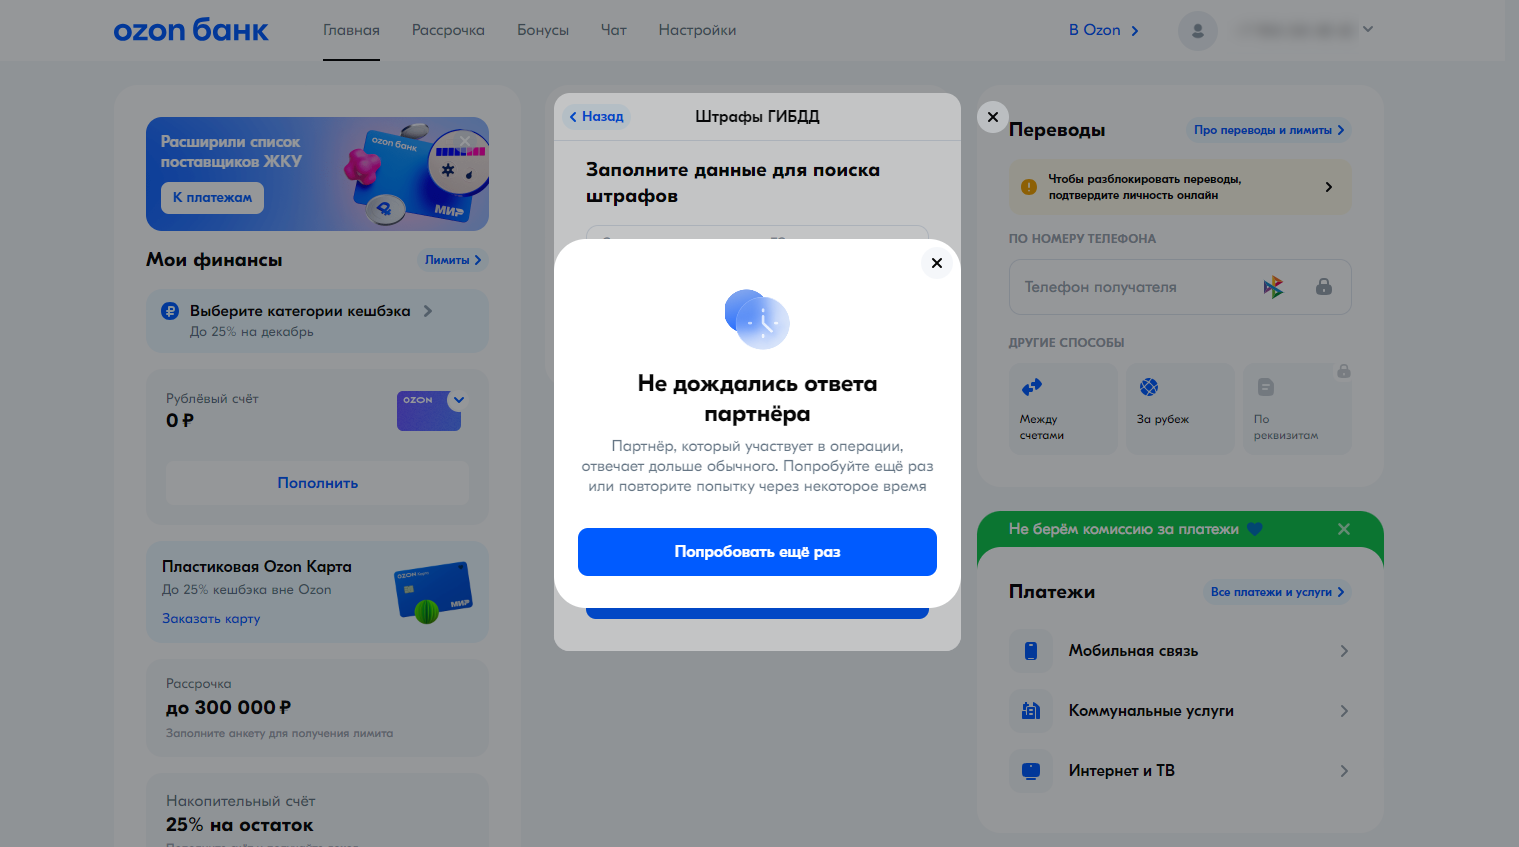 ozon банк
Главная
Рассрочка
Бонусы
Чат
Настройки
В Ozon
Расширили список
поставщиков ЖКУ
К платежам
ozon банк
МИР
Мои финансы
Лимиты
Выберите категории кешбэка
До 25% на декабрь
Рублёвый счёт
0 ₽
OZON
Пополнить
Пластиковая Ozon Карта
До 25% кешбэка вне Ozon
Заказать карту
МИР
Рассрочка
до 300 000 ₽
Заполните анкету для получения лимита
Накопительный счёт
25% на остаток
Назад
Штрафы ГИБДД
Заполните данные для поиска
штрафов
Не дождались ответа
партнёра
Партнёр, который участвует в операции,
отвечает дольше обычного. Попробуйте ещё раз
или повторите попытку через некоторое время
Попробовать ещё раз
Переводы
Про переводы и лимиты
Чтобы разблокировать переводы,
подтвердите личность онлайн
ПО НОМЕРУ ТЕЛЕФОНА
Телефон получателя
ДРУГИЕ СПОСОБЫ
Между
счетами
За рубеж
По
реквизитам
Не берём комиссию за платежи
Платежи
Все платежи и услуги
Мобильная связь
Коммунальные услуги
Интернет и ТВ